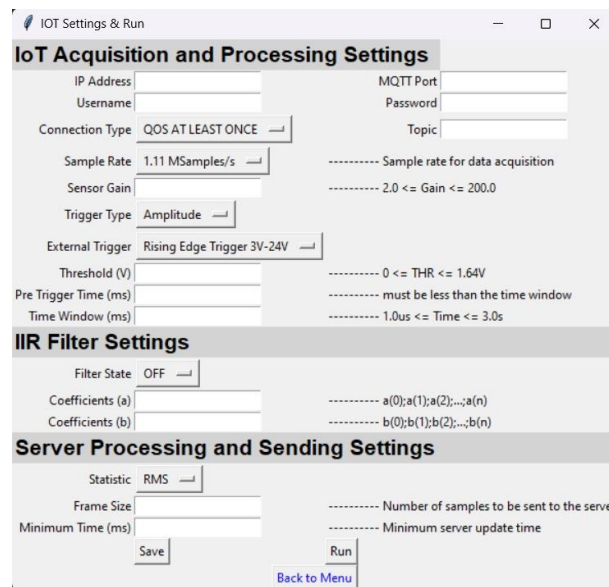 IOT Settings & Run
IoT Acquisition and Processing Settings
IP Address MQTT Port
Username Password
Connection Type QOS AT LEAST ONCE Topic
Sample Rate 1.11 MSamples/s ---------- Sample rate for data acquisition
Sensor Gain ---------- 2.0 <= Gain <= 200.0
Trigger Type Amplitude
External Trigger Rising Edge Trigger 3V-24V
Threshold (V) ---------- 0 <= THR <= 1.64V
Pre Trigger Time (ms) ---------- must be less than the time window
Time Window (ms) ---------- 1.0us <= Time <= 3.0s
IIR Filter Settings
Filter State OFF
Coefficients (a) ---------- a(0);a(1);a(2);...;a(n)
Coefficients (b) ---------- b(0);b(1);b(2);...;b(n)
Server Processing and Sending Settings
Statistic RMS
Frame Size ---------- Number of samples to be sent to the serve
Minimum Time (ms) ---------- Minimum server update time
Save Run
Back to Menu